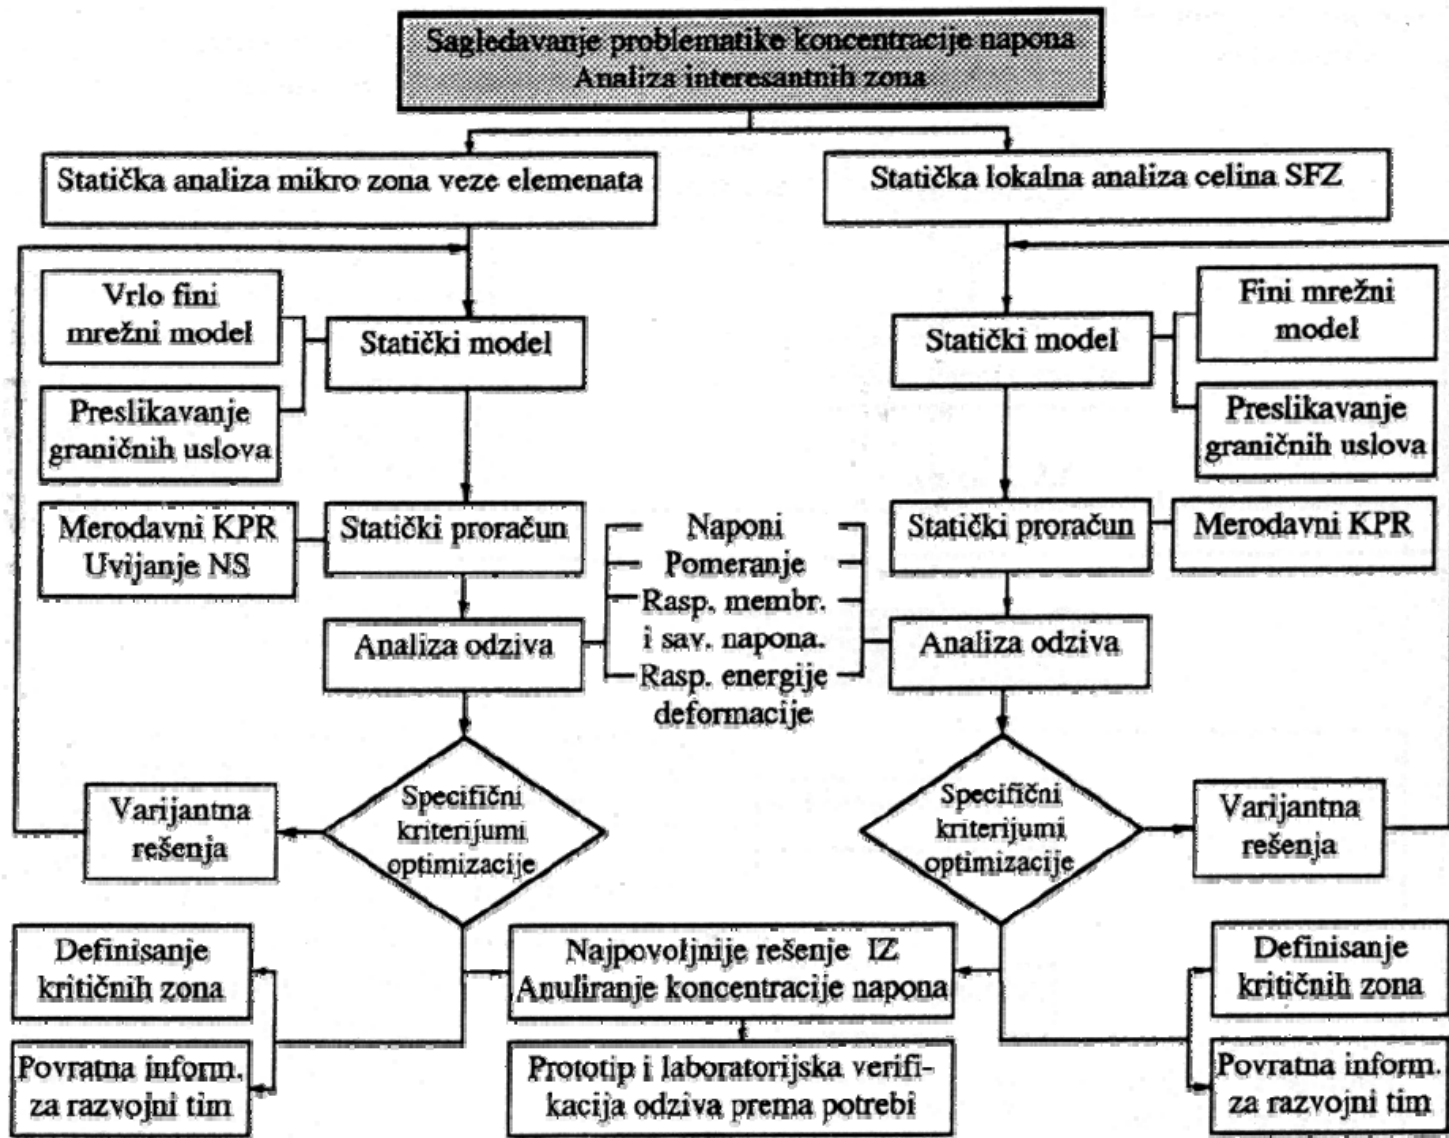 Sagledavanje problematike koncentracije napona
Analiza interesantnih zona
Statička analiza mikro zona veze elemenata
Statička lokalna analiza celina SFZ
Vrlo fini
mrežni model
Statički model
Preslikavanje
graničnih uslova
Statički model
Fini mrežni
model
Preslikavanje
graničnih uslova
Merodavni KPR
Uvijanje NS
Statički proračun
Naponi
Pomeranje
Rasp. membr.
i sav. napona.
Rasp. energije
deformacije
Statički proračun
Merodavni KPR
Analiza odziva
Analiza odziva
Varijantna
rešenja
Specifični
kriterijumi
optimizacije
Specifični
kriterijumi
optimizacije
Varijantna
rešenja
Definisanje
kritičnih zona
Najpovoljnije rešenje IZ
Anuliranje koncentracije napona
Definisanje
kritičnih zona
Povratna inform.
za razvojni tim
Prototip i laboratorijska verifi-
kacija odziva prema potrebi
Povratna inform.
za razvojni tim